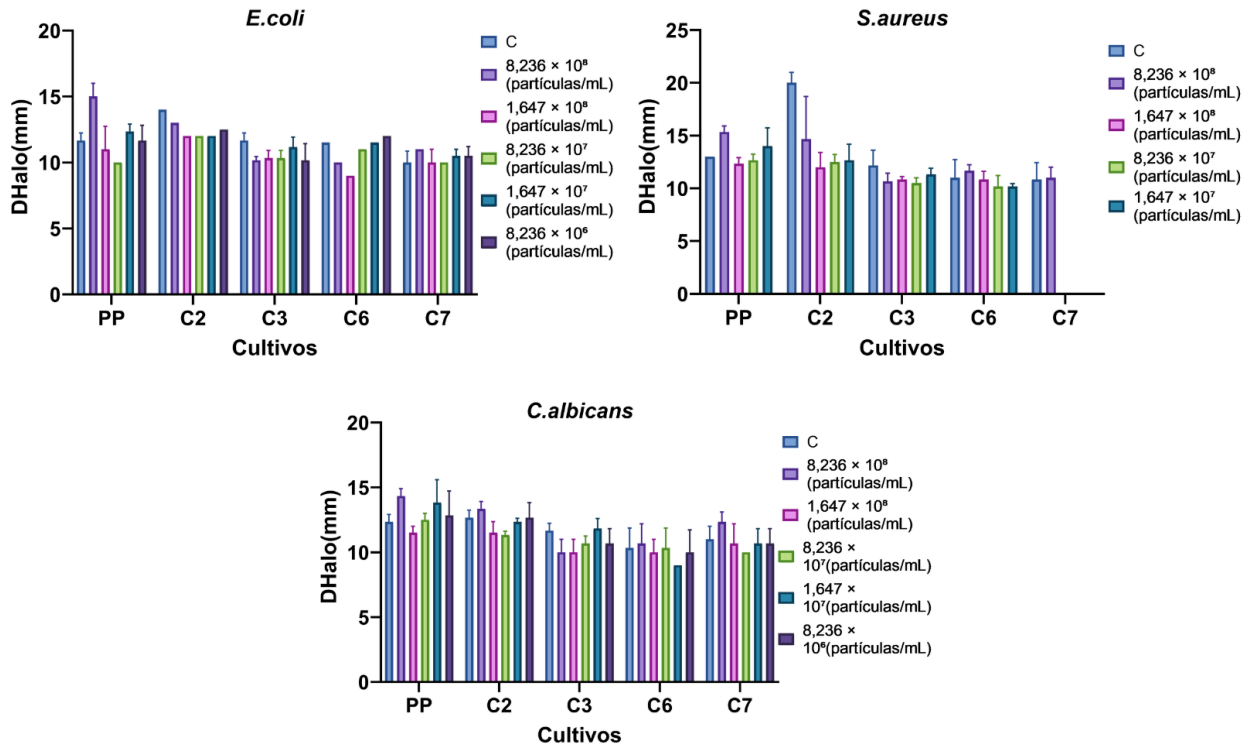 E.coli
20
15
10
5
0
DHalo(mm)
PP
C2
C3
C6
C7
Cultivos
C
8,236 × 10⁸
(partículas/mL)
1,647 × 10⁸
(partículas/mL)
8,236 × 10⁷
(partículas/mL)
1,647 × 10⁷
(partículas/mL)
8,236 × 10⁶
(partículas/mL)
S.aureus
25
20
15
10
5
0
DHalo(mm)
PP
C2
C3
C6
C7
Cultivos
C
8,236 × 10⁸
(partículas/mL)
1,647 × 10⁸
(partículas/mL)
8,236 × 10⁷
(partículas/mL)
1,647 × 10⁷
(partículas/mL)
C.albicans
20
15
10
5
0
DHalo(mm)
PP
C2
C3
C6
C7
Cultivos
C
8,236 × 10⁸
(partículas/mL)
1,647 × 10⁸
(partículas/mL)
8,236 ×
10⁷(partículas/mL)
1,647 ×
10⁷(partículas/mL)
8,236 ×
10⁶(partículas/mL)